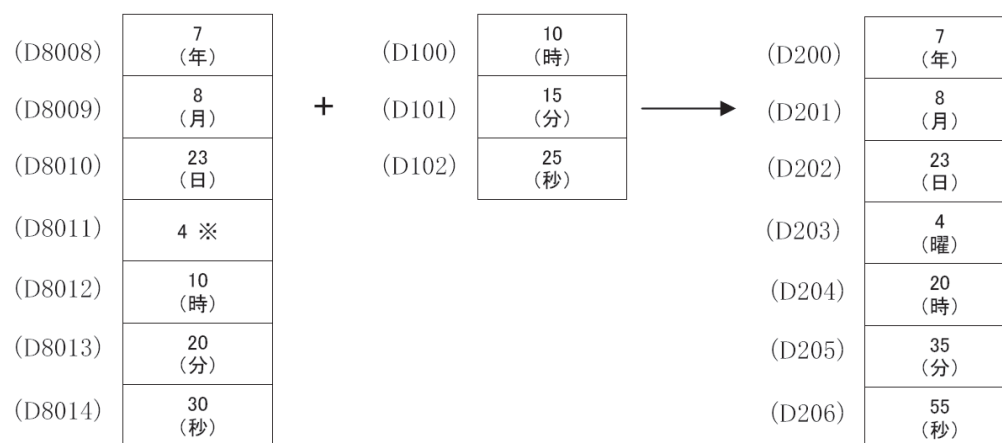 (D8008) 7
(年)
(D8009) 8
(月)
(D8010) 23
(日)
(D8011) 4 ※
(D8012) 10
(時)
(D8013) 20
(分)
(D8014) 30
(秒)
+
(D100) 10
(時)
(D101) 15
(分)
(D102) 25
(秒)
(D200) 7
(年)
(D201) 8
(月)
(D202) 23
(日)
(D203) 4
(曜)
(D204) 20
(時)
(D205) 35
(分)
(D206) 55
(秒)